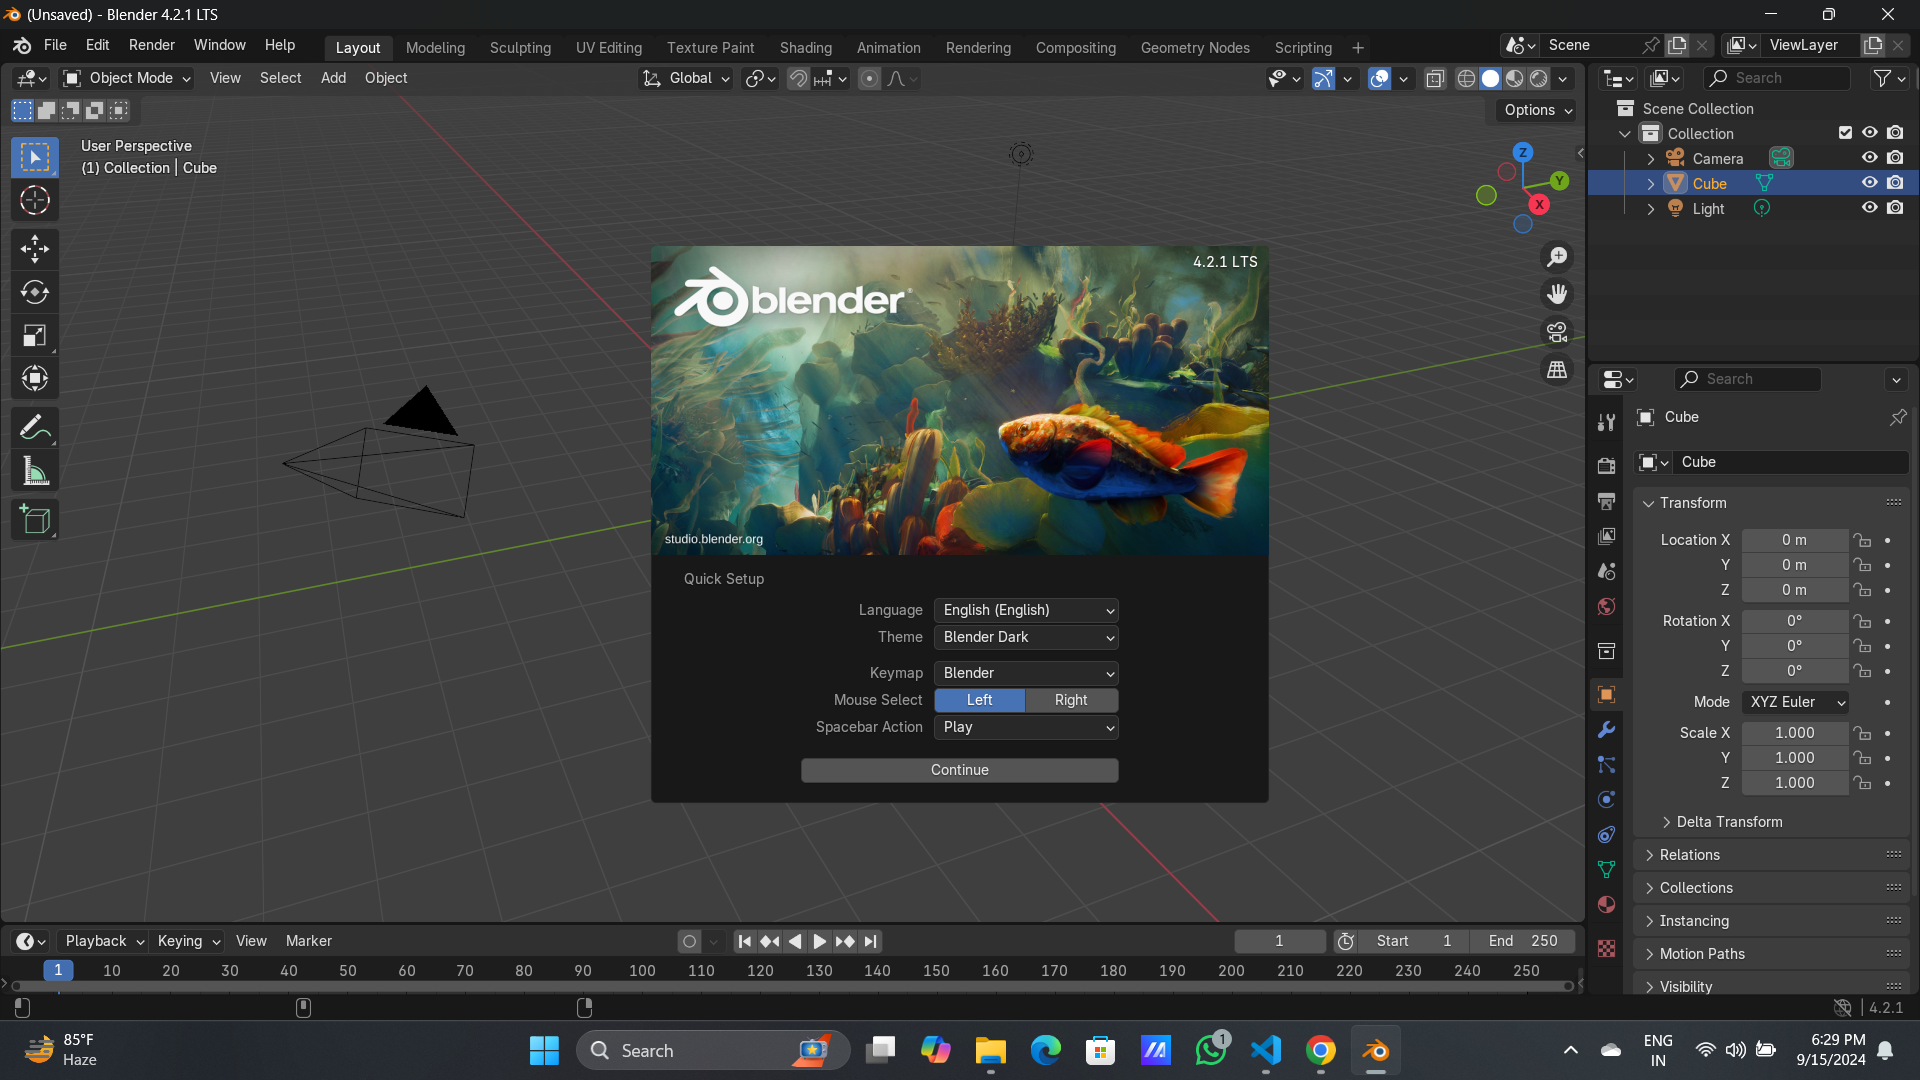 (Unsaved) - Blender 4.2.1 LTS
File Edit Render Window Help Layout Modeling Sculpting UV Editing Texture Paint Shading Animation Rendering Compositing Geometry Nodes Scripting + Scene ViewLayer
Object Mode View Select Add Object Global Search
Options
User Perspective
(1) Collection | Cube
Z
Y
X
Scene Collection
Collection
Camera
Cube
Light
Search
Cube
Cube
Transform
Location X 0 m
Y 0 m
Z 0 m
Rotation X 0°
Y 0°
Z 0°
Mode XYZ Euler
Scale X 1.000
Y 1.000
Z 1.000
Delta Transform
Relations
Collections
Instancing
Motion Paths
Visibility
4.2.1 LTS
blender
studio.blender.org
Quick Setup
Language English (English)
Theme Blender Dark
Keymap Blender
Mouse Select Left Right
Spacebar Action Play
Continue
Playback Keying View Marker 1 Start 1 End 250
1 10 20 30 40 50 60 70 80 90 100 110 120 130 140 150 160 170 180 190 200 210 220 230 240 250
4.2.1
85°F
Haze
Search
1
ENG
IN
6:29 PM
9/15/2024